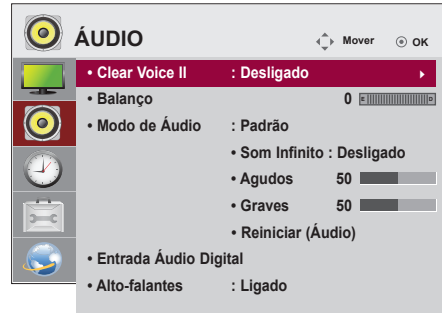 ÁUDIO
Mover
OK
• Clear Voice II : Desligado
• Balanço 0 E D
• Modo de Áudio : Padrão
• Som Infinito : Desligado
• Agudos 50
• Graves 50
• Reiniciar (Áudio)
• Entrada Áudio Digital
• Alto-falantes : Ligado